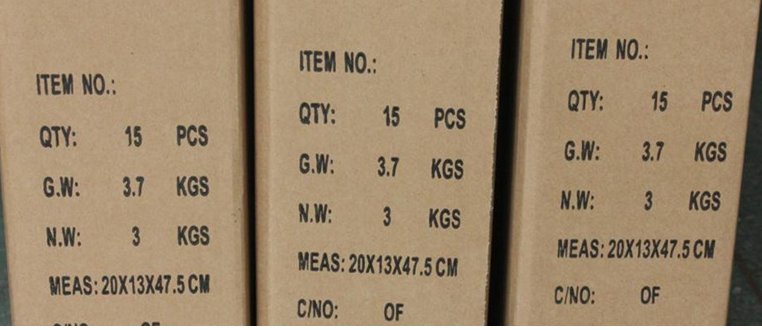 ITEM NO.:
QTY: 15 PCS
G.W: 3.7 KGS
N.W: 3 KGS
MEAS: 20X13X47.5 CM
C/NO: OF
ITEM NO.:
QTY: 15 PCS
G.W: 3.7 KGS
N.W: 3 KGS
MEAS: 20X13X47.5 CM
C/NO: OF
ITEM NO.:
QTY: 15 PCS
G.W: 3.7 KGS
N.W: 3 KGS
MEAS: 20X13X47.5 CM
C/NO: OF